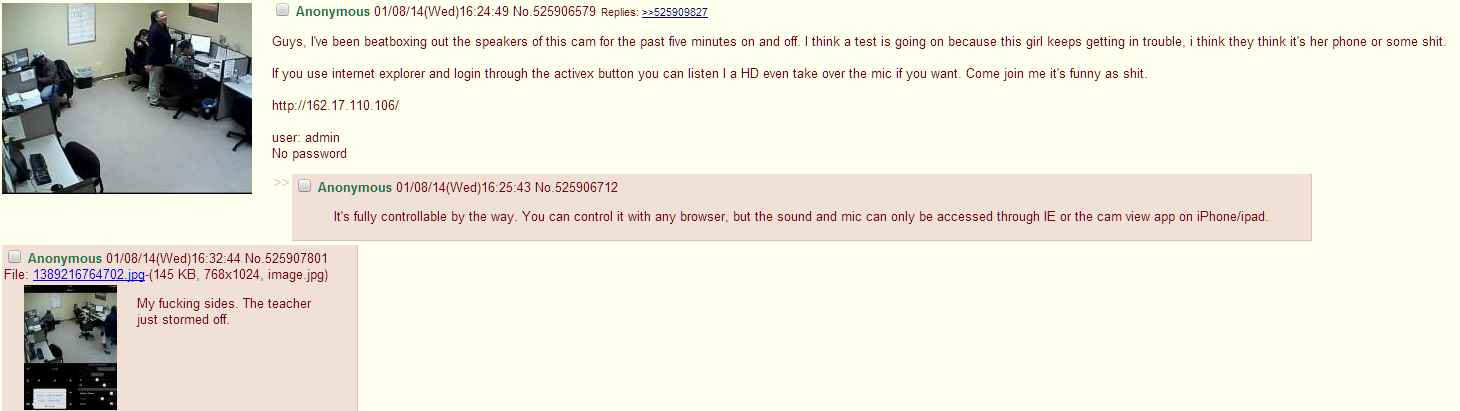 Anonymous 01/08/14(Wed)16:24:49 No.525906579 Replies: >>525909827
Guys, I've been beatboxing out the speakers of this cam for the past five minutes on and off. I think a test is going on because this girl keeps getting in trouble, i think they think it's her phone or some shit.
If you use internet explorer and login through the activex button you can listen I a HD even take over the mic if you want. Come join me it's funny as shit.
http://162.17.110.106/
user: admin
No password
>>
Anonymous 01/08/14(Wed)16:25:43 No.525906712
It's fully controllable by the way. You can control it with any browser, but the sound and mic can only be accessed through IE or the cam view app on iPhone/ipad.
Anonymous 01/08/14(Wed)16:32:44 No.525907801
File: 1389216764702.jpg-(145 KB, 768x1024, image.jpg)
My fucking sides. The teacher
just stormed off.